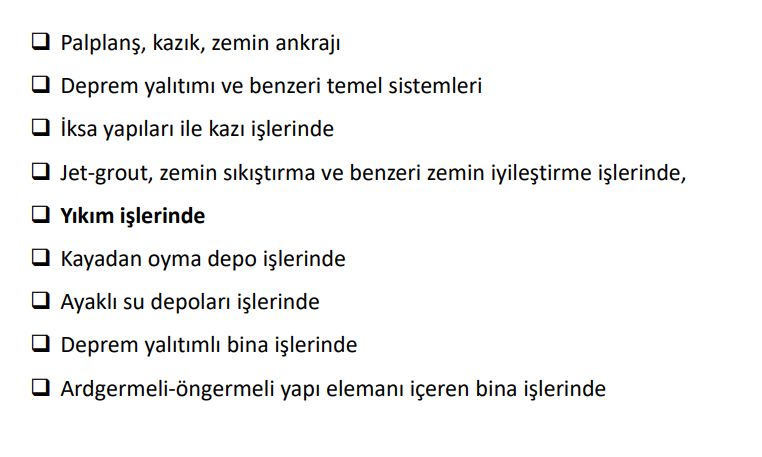 Palplanş, kazık, zemin ankrajı
Deprem yalıtımı ve benzeri temel sistemleri
İksa yapıları ile kazı işlerinde
Jet-grout, zemin sıkıştırma ve benzeri zemin iyileştirme işlerinde,
Yıkım işlerinde
Kayadan oyma depo işlerinde
Ayaklı su depoları işlerinde
Deprem yalıtımlı bina işlerinde
Ardgermeli-öngermeli yapı elemanı içeren bina işlerinde